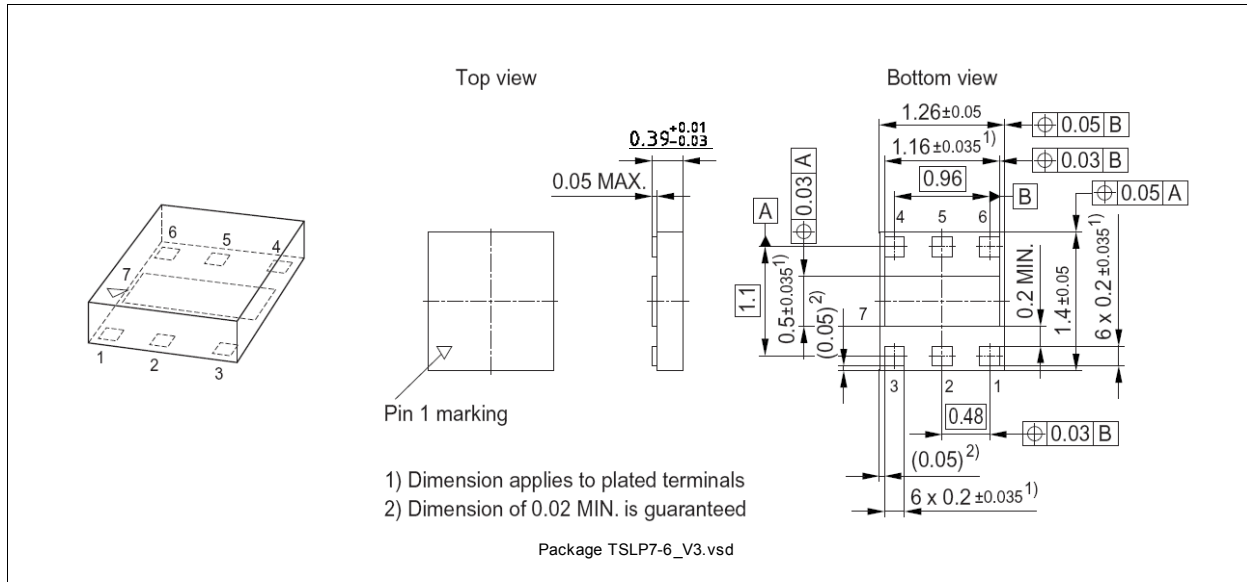 Top view
Bottom view
1.26±0.05
⌖ 0.05 B
0.39+0.01
-0.03
1.16±0.035 1)
⌖ 0.03 B
0.05 MAX.
⌖ 0.03 A
0.96
B
⌖ 0.05 A
A
4 5 6
6 5 4
7
1.1
0.5±0.035 1)
(0.05) 2)
7
0.2 MIN.
1.4±0.05
6 x 0.2±0.035 1)
1 2 3
3 2 1
Pin 1 marking
0.48
⌖ 0.03 B
(0.05) 2)
6 x 0.2±0.035 1)
1) Dimension applies to plated terminals
2) Dimension of 0.02 MIN. is guaranteed
Package TSLP7-6_V3.vsd